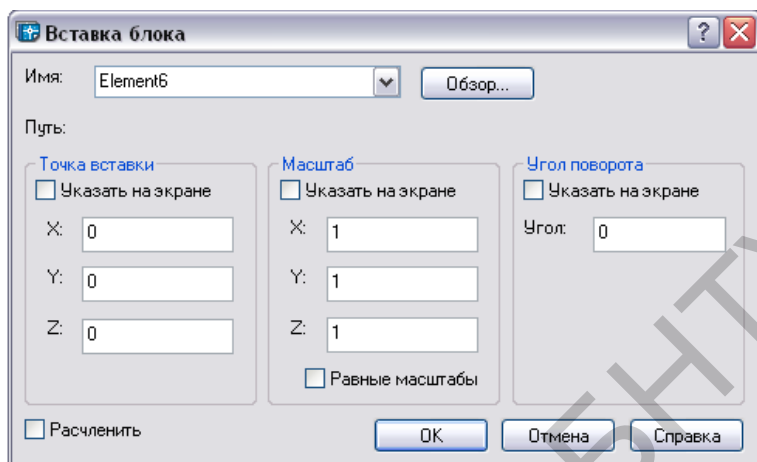 Вставка блока
Имя: Element6 Обзор...
Путь:
Точка вставки Масштаб Угол поворота
Указать на экране Указать на экране Указать на экране
X: 0 X: 1 Угол: 0
Y: 0 Y: 1
Z: 0 Z: 1
Равные масштабы
Расчленить OK Отмена Справка
БНТУ